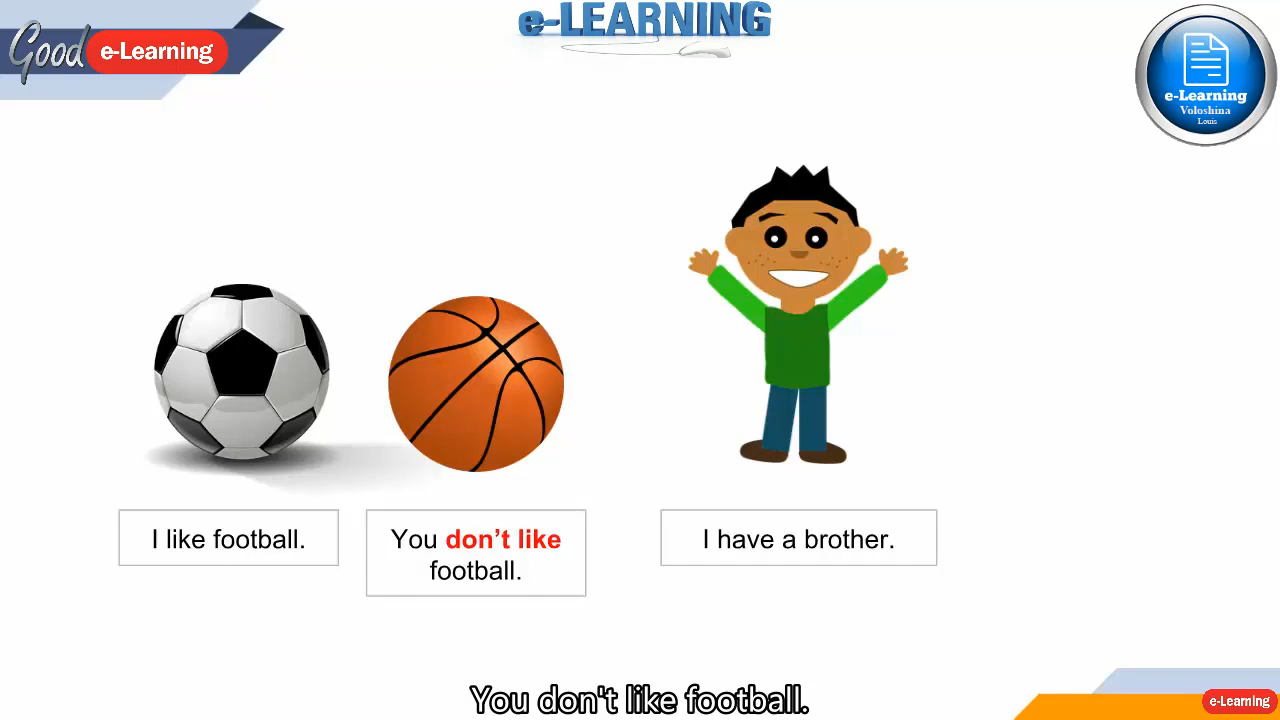 Good e-Learning
e-LEARNING
e-Learning
Voloshina
Louis
I like football.
You don't like
football.
I have a brother.
You don't like football.
e-Learning